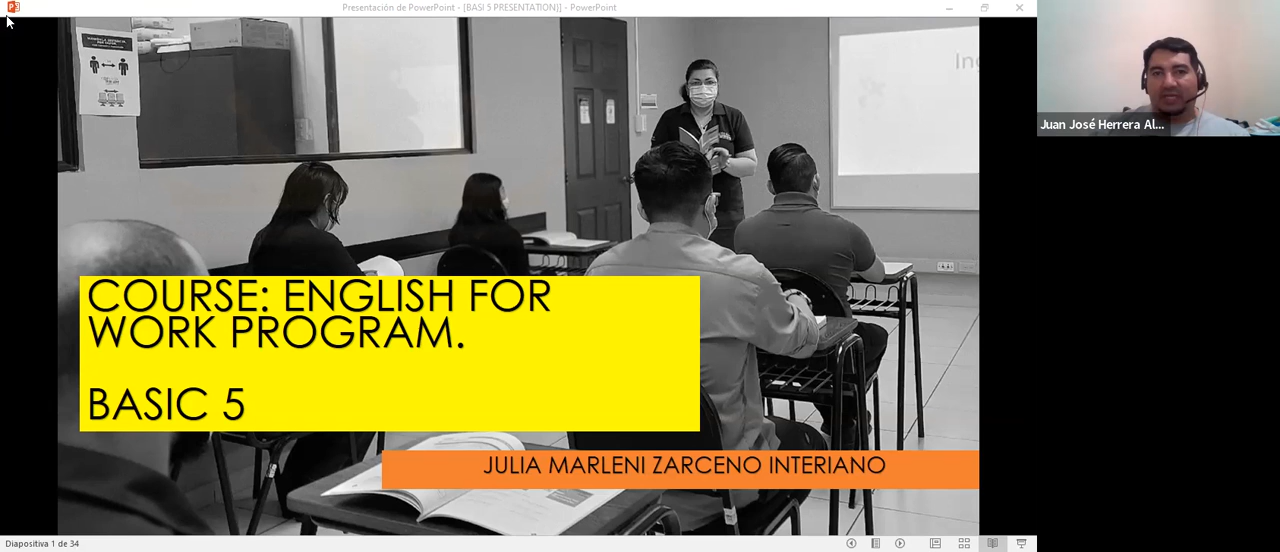 Presentación de PowerPoint - [BASI 5 PRESENTATION)] - PowerPoint
Juan José Herrera Al...
COURSE: ENGLISH FOR
WORK PROGRAM.
BASIC 5
JULIA MARLENI ZARCENO INTERIANO
Diapositiva 1 de 34